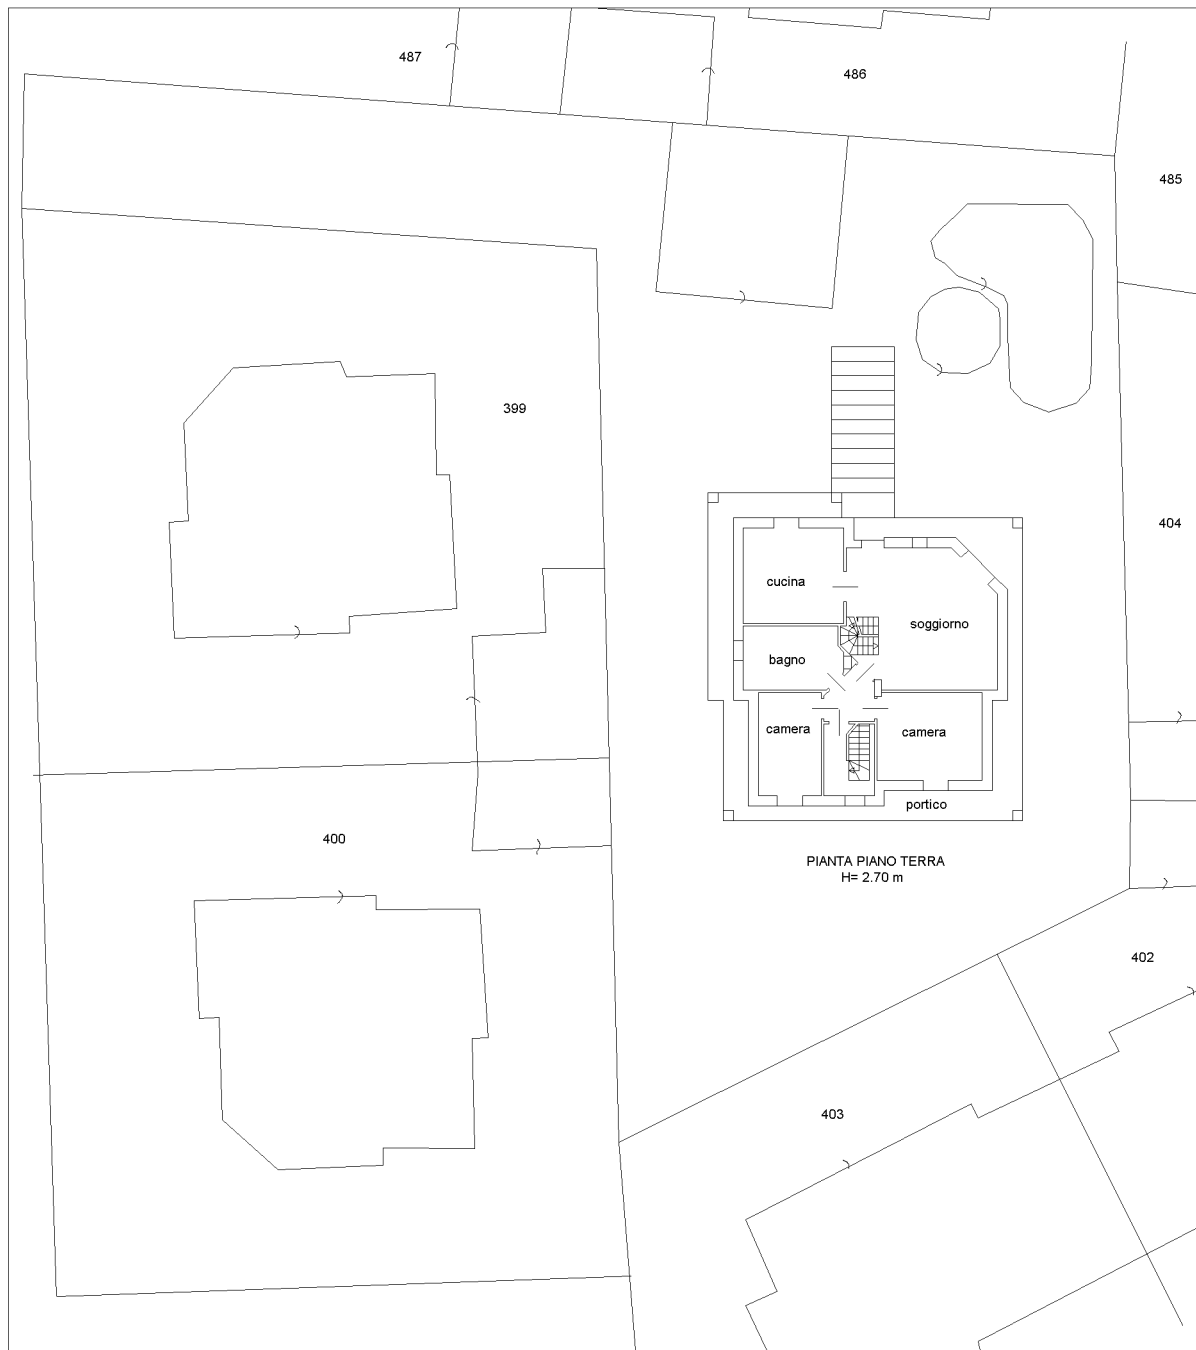 487
486
485
399
404
cucina
soggiorno
bagno
camera
camera
portico
400
PIANTA PIANO TERRA
H= 2.70 m
402
403